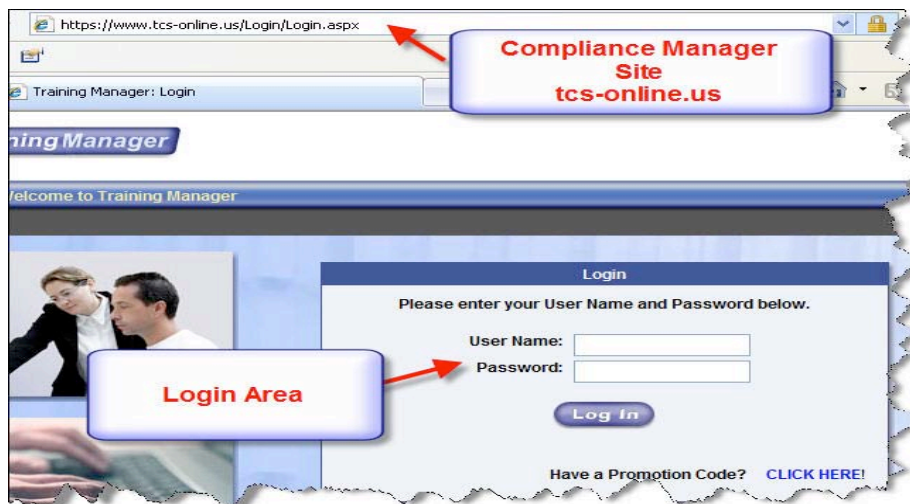 https://www.tcs-online.us/Login/Login.aspx
Compliance Manager
Site
tcs-online.us
Training Manager: Login
Manager
to Training Manager
Login
Please enter your User Name and Password below.
User Name:
Password:
Login Area
Log In
Have a Promotion Code? CLICK HERE!